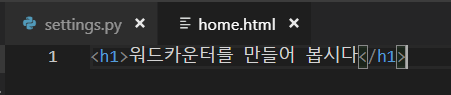 settings.py × home.html ×
1 <h1>워드카운터를 만들어 봅시다</h1>